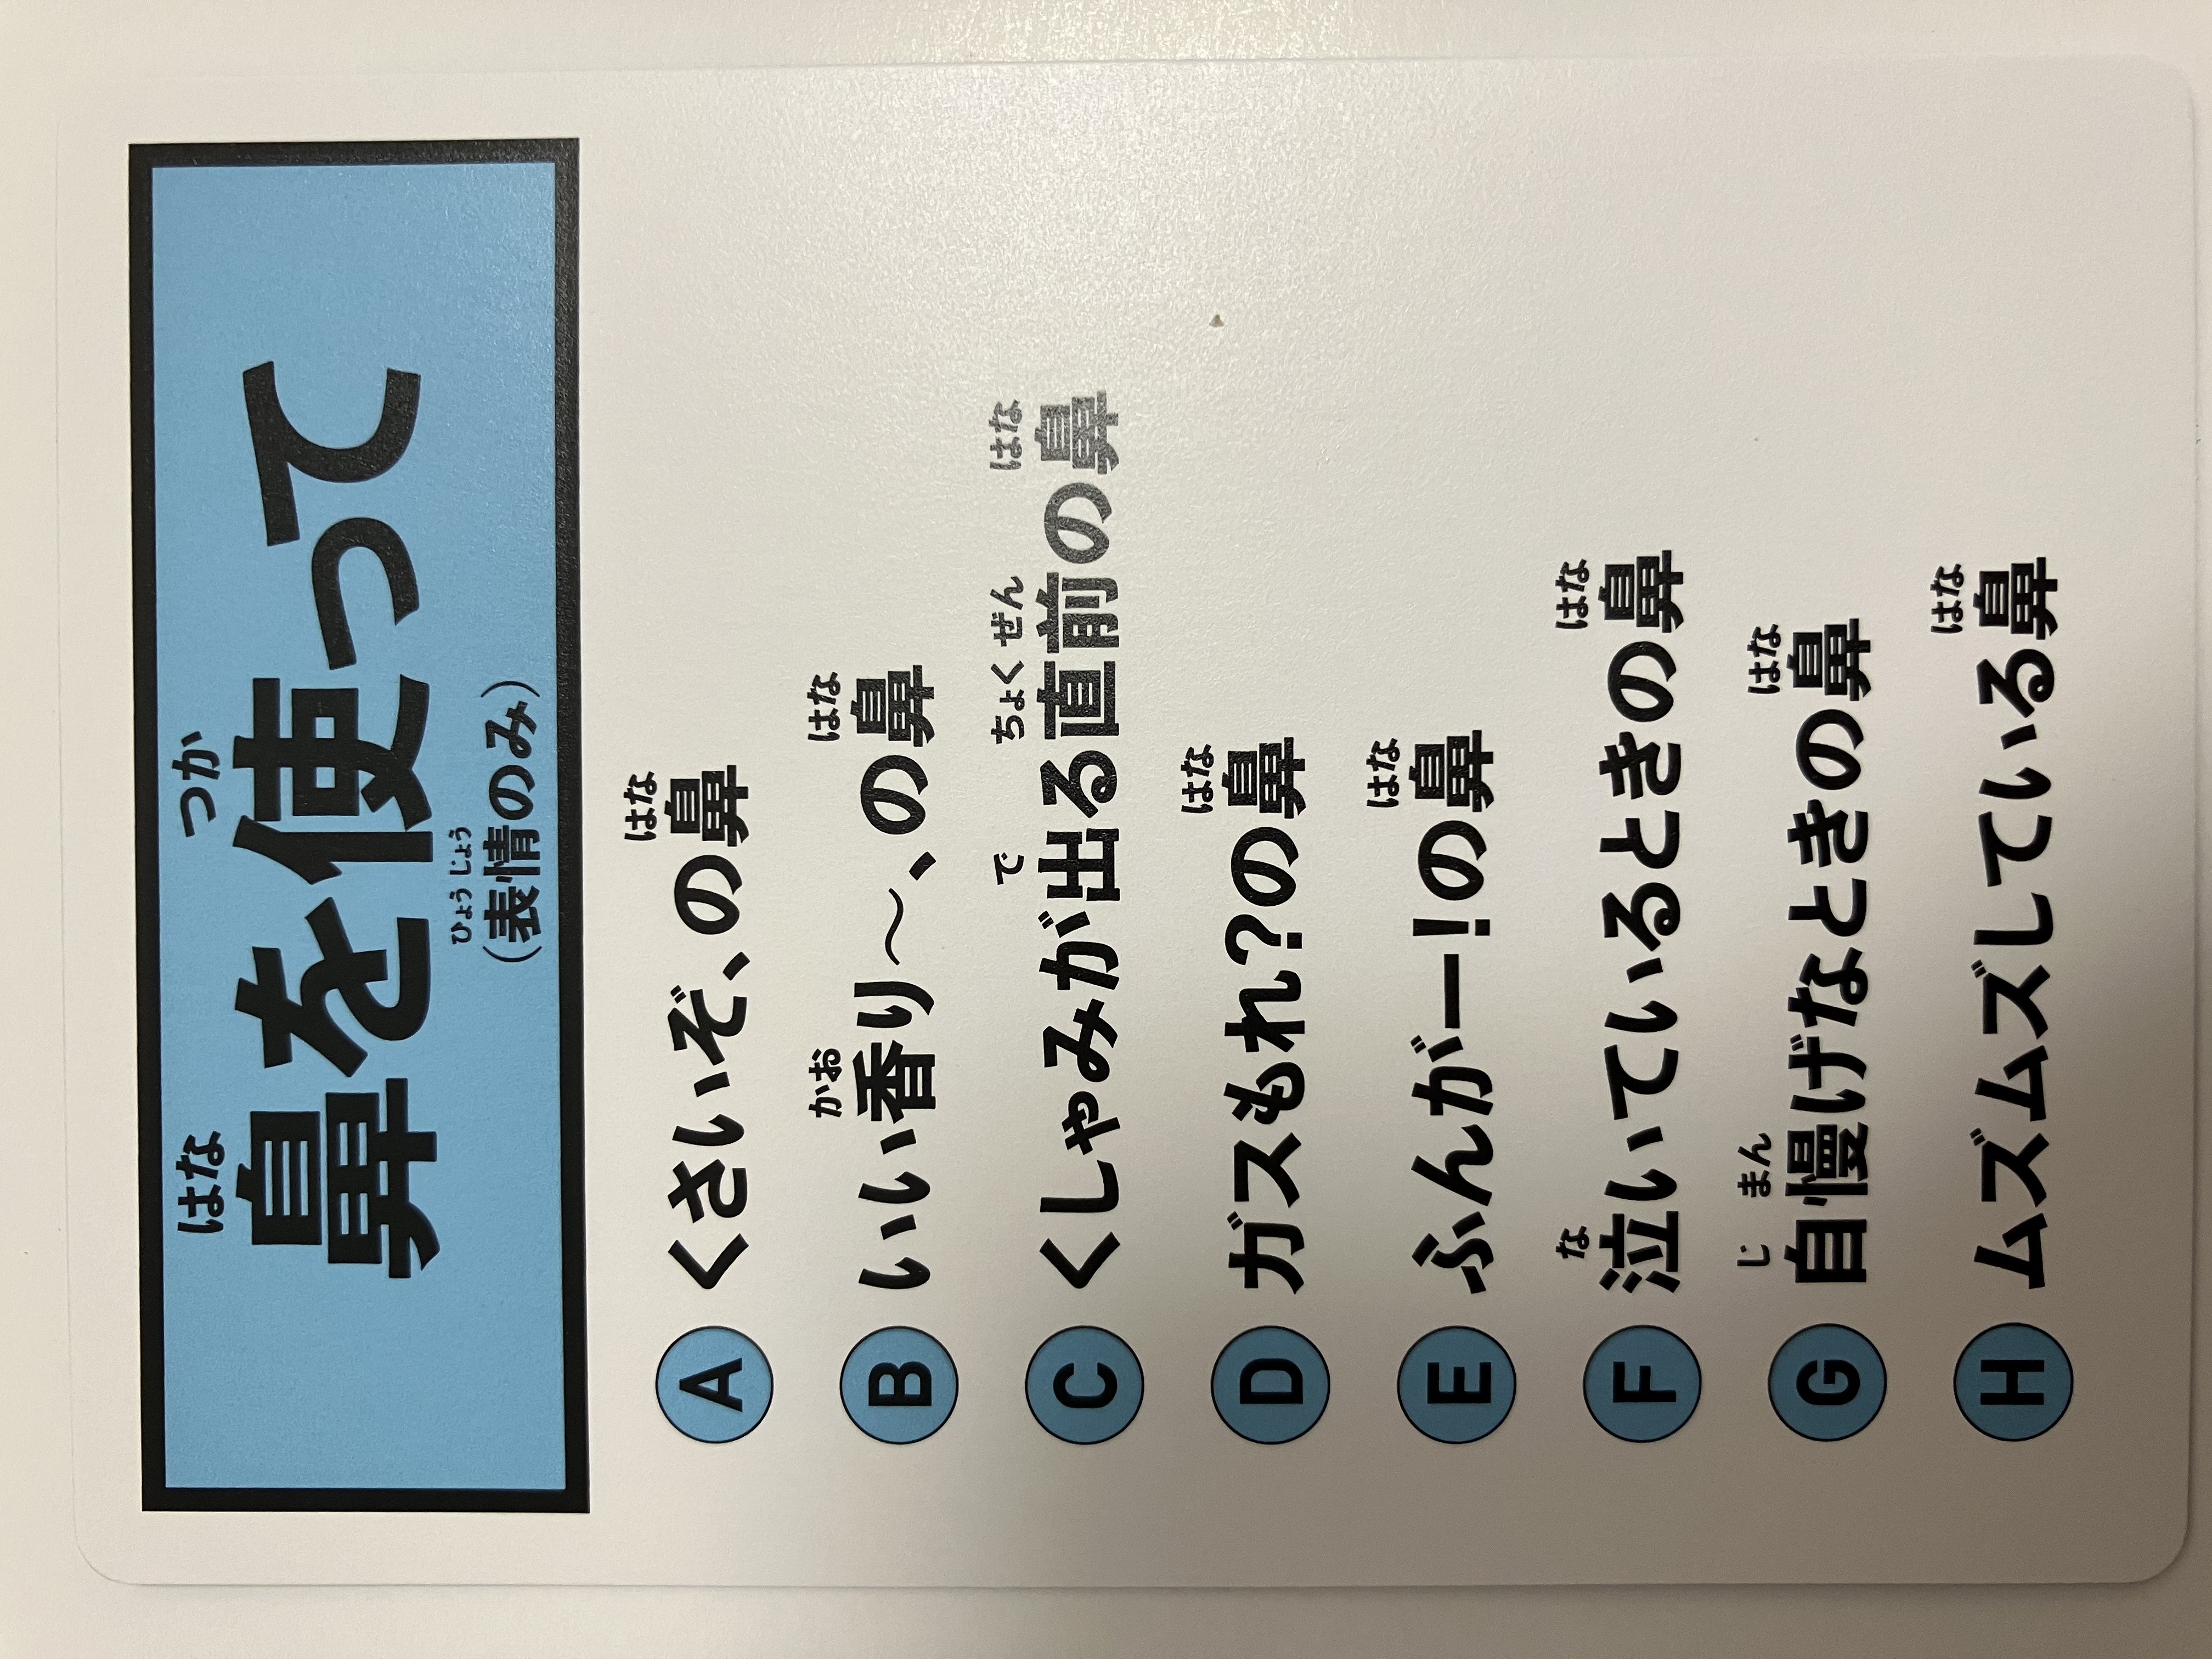 はな つか
鼻を使って
ひょう じょう
(表情のみ)
はな
A くさいぞ、の鼻
かお はな
B いい香り〜、の鼻
で ちょく ぜん はな
C くしゃみが出る直前の鼻
はな
D ガスもれ?の鼻
はな
E ふんがー!の鼻
な はな
F 泣いているときの鼻
じ まん はな
G 自慢げなときの鼻
はな
H ムズムズしている鼻